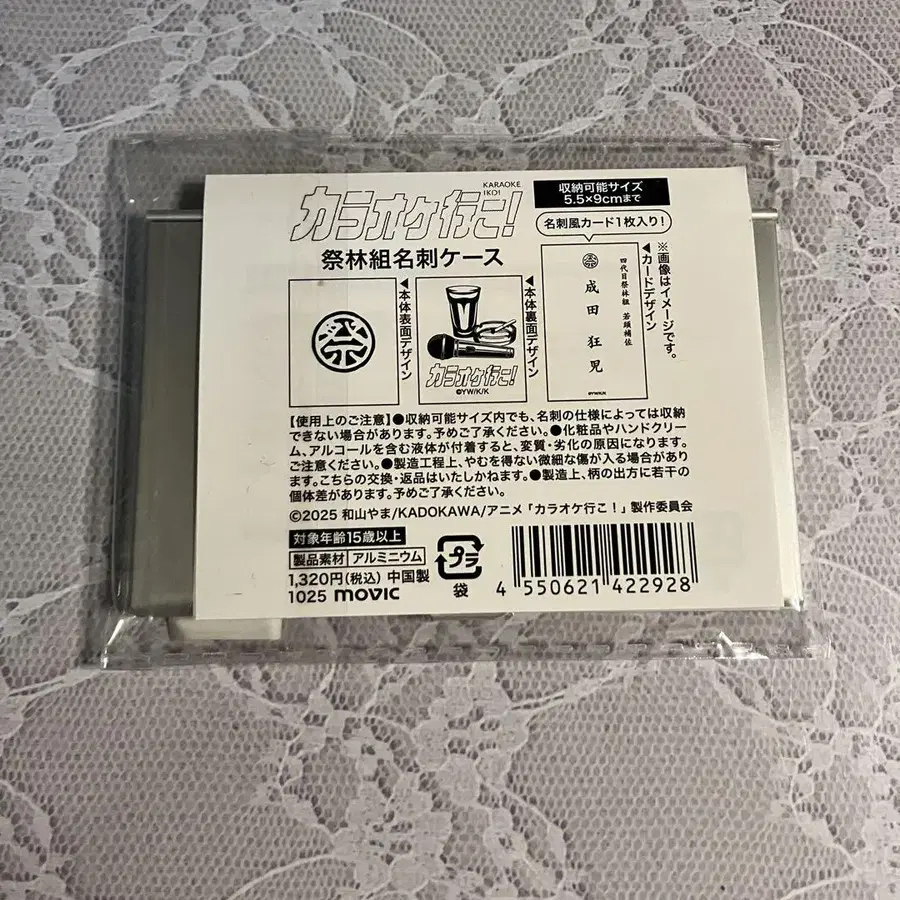 カラオケ行こ!
KARAOKE
IKO!
祭林組名刺ケース
収納可能サイズ
5.5×9cmまで
名刺風カード1枚入り!
祭
◀本体表面デザイン
カラオケ行こ!
©YW/K/K
◀本体裏面デザイン
祭
四代目祭林組 若頭補佐
成田 狂児
©YW/K/K
◀カードデザイン
※画像はイメージです。
【使用上のご注意】●収納可能サイズ内でも、名刺の仕様によっては収納
できない場合があります。予めご了承ください。●化粧品やハンドクリー
ム、アルコールを含む液体が付着すると、変質・劣化の原因になります。
ご注意ください。●製造工程上、やむを得ない微細な傷が入る場合があり
ます。こちらの交換・返品はいたしかねます。●製造上、柄の出方に若干の
個体差があります。予めご了承ください。
©2025 和山やま/KADOKAWA/アニメ「カラオケ行こ!」製作委員会
対象年齢15歳以上
製品素材 アルミニウム
1,320円(税込) 中国製
1025 movic
プラ
袋
4 550621 422928